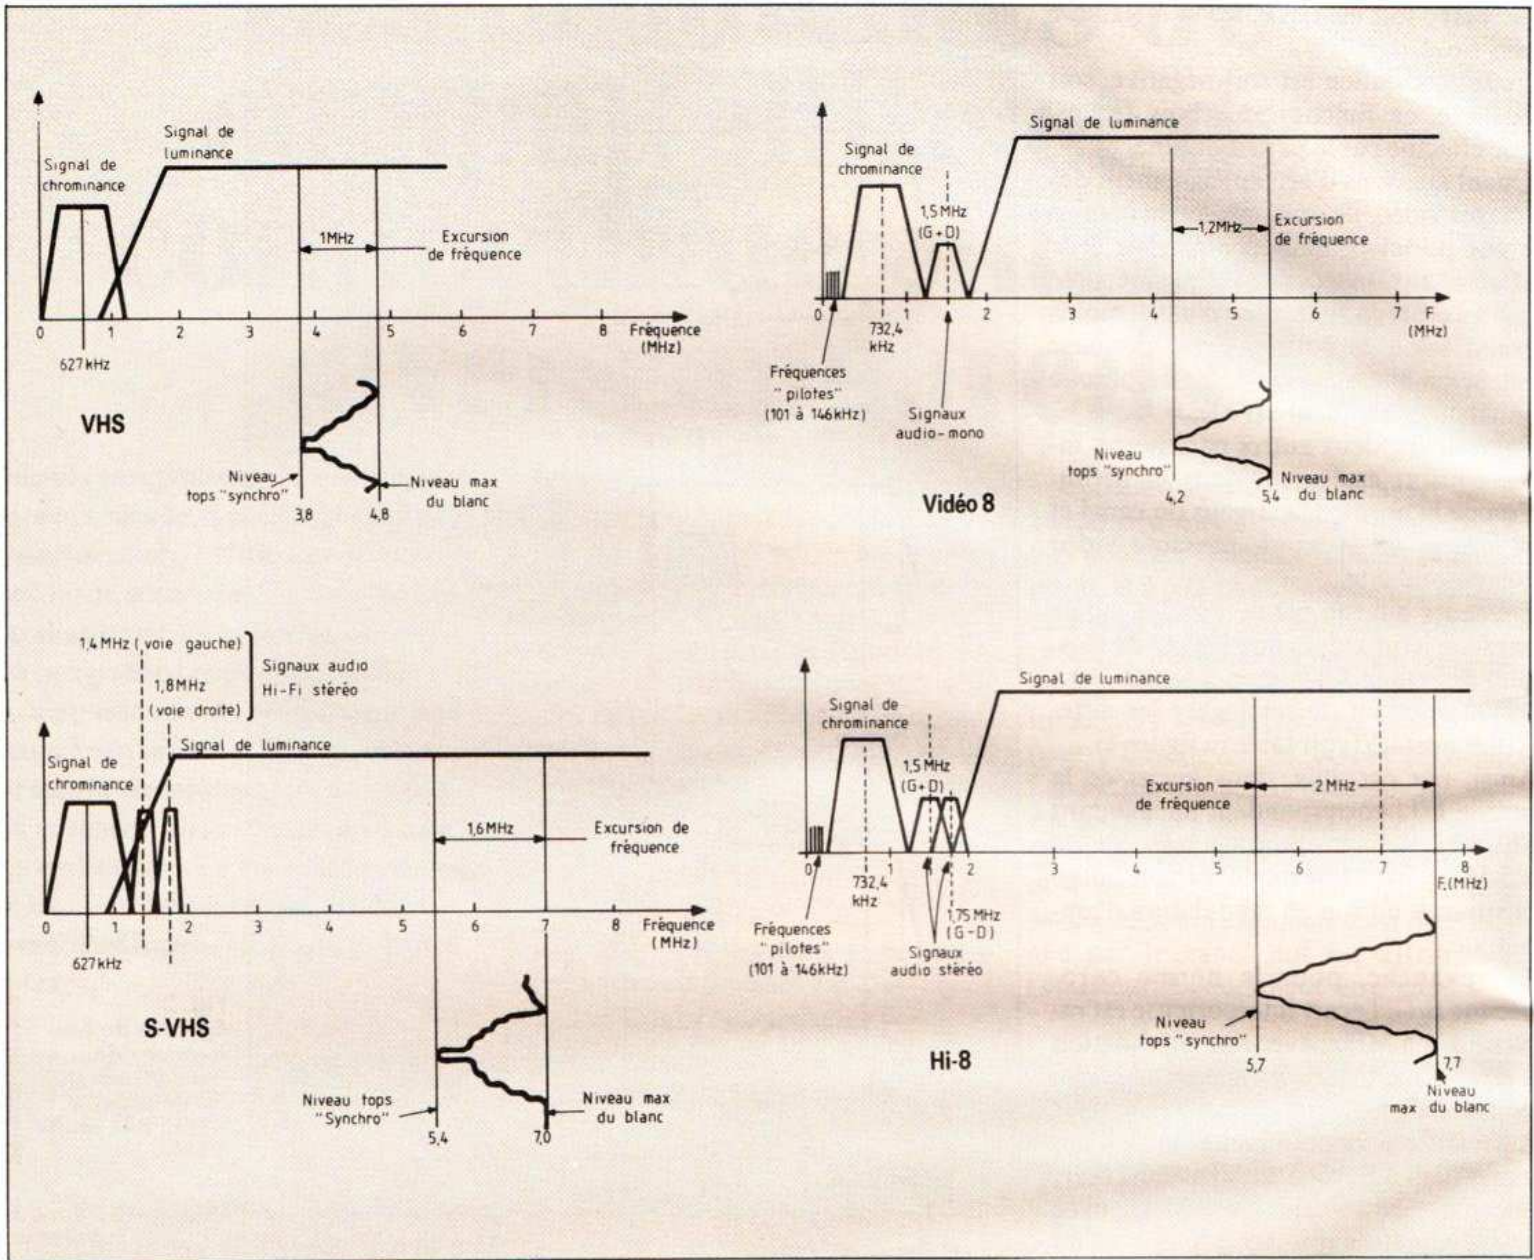 Signal de
luminance
Signal de
chrominance
1MHz
Excursion
de fréquence
0 1 2 3 4 5 6 7 8 Fréquence
(MHz)
627 kHz
VHS
Niveau
tops "synchro"
Niveau max
du blanc
3,8 4,8
Signal de luminance
Signal de
chrominance
1,5 MHz
(G+D)
1,2MHz
Excursion
de fréquence
0 1 2 3 4 5 6 7 F
(MHz)
732,4
kHz
Fréquences
"pilotes"
(101 à 146kHz)
Signaux
audio-mono
Niveau
tops "synchro"
Niveau max
du blanc
4,2 5,4
Vidéo 8
1,4 MHz (voie gauche)
1,8MHz
(voie droite)
Signaux audio
Hi-Fi stéréo
Signal de luminance
Signal de
chrominance
1,6MHz
Excursion de
fréquence
0 1 2 3 4 5 6 7 8 Fréquence
(MHz)
627kHz
S-VHS
Niveau tops
"Synchro"
Niveau max
du blanc
5,4 7,0
Signal de luminance
Signal de
chrominance
1,5 MHz
(G+D)
Excursion
de fréquence
2 MHz
0 1 2 3 4 5 6 7 8
F.(MHz)
732,4
kHz
1,75 MHz
(G-D)
Fréquences
"pilotes"
(101 à 146kHz)
Signaux
audio stéréo
Niveau
tops "synchro"
5,7 7,7
Hi-8
Niveau
max du blanc